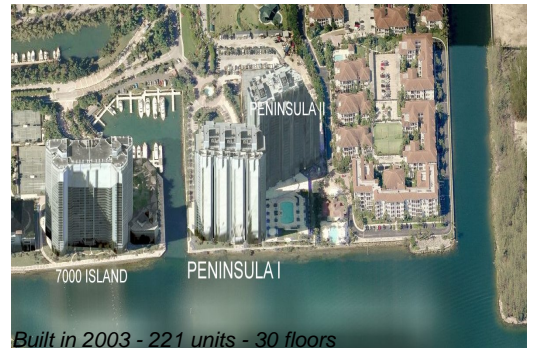 PENINSULA II
7000 ISLAND
PENINSULA I
Built in 2003 - 221 units - 30 floors